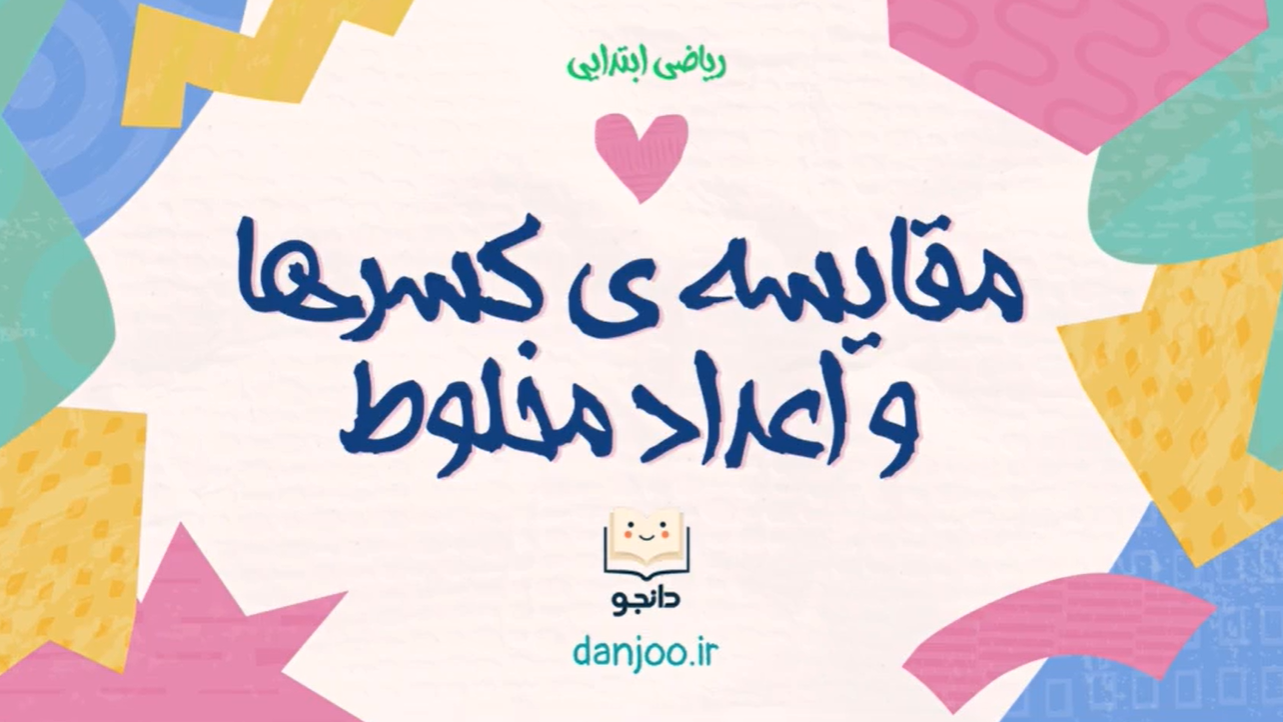 ریاضی ابتدایی
مقایسه ی کسرها
و اعداد مخلوط
دانجو
danjoo.ir